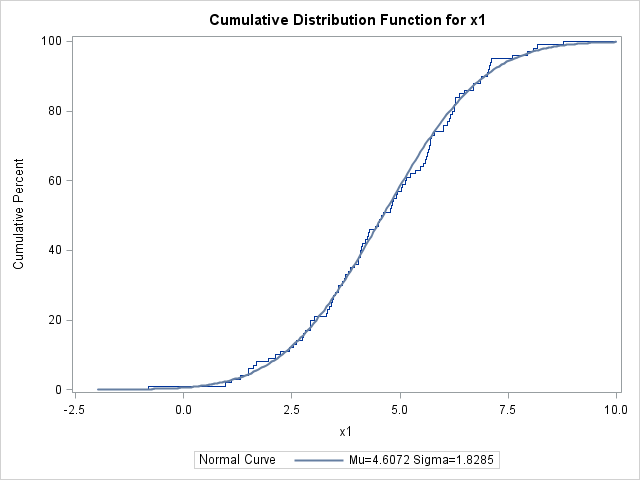 Cumulative Distribution Function for x1
Cumulative Percent
100
80
60
40
20
0
-2.5 0.0 2.5 5.0 7.5 10.0
x1
Normal Curve Mu=4.6072 Sigma=1.8285